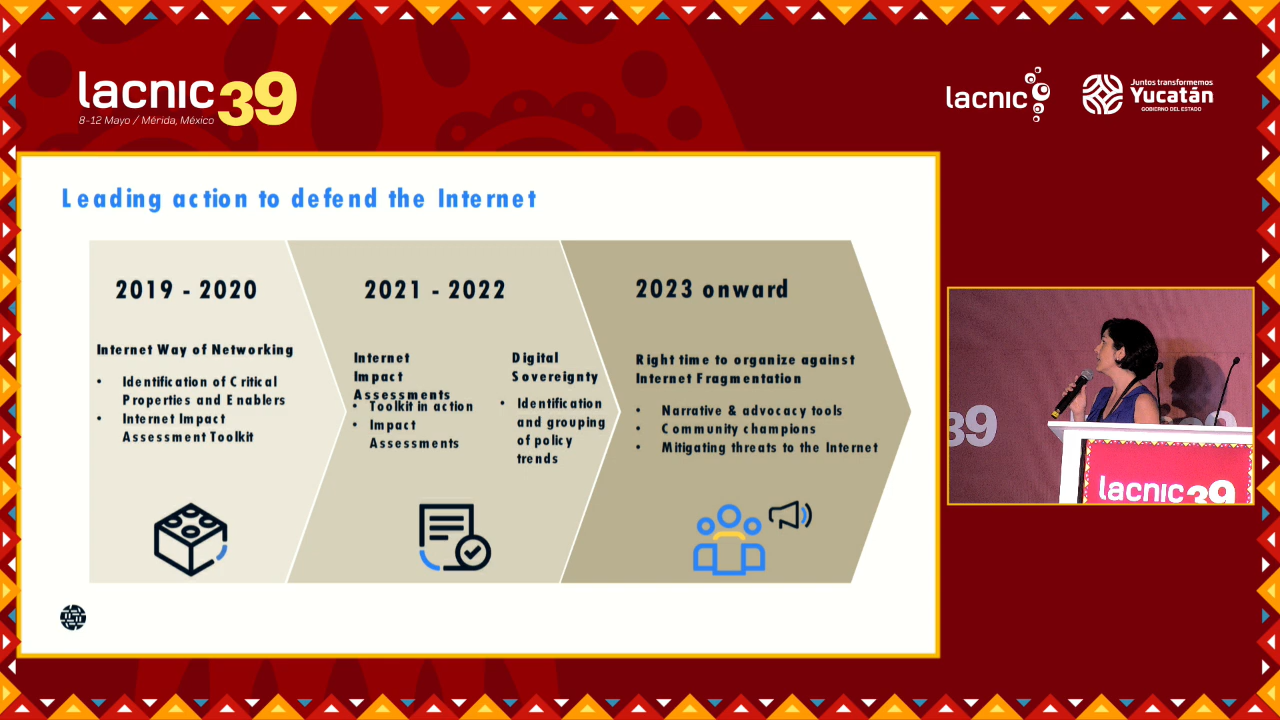 lacnic39
8-12 Mayo / Mérida, México
lacnic
Juntos transformemos
Yucatán
GOBIERNO DEL ESTADO
Leading action to defend the Internet
2019 - 2020
Internet Way of Networking
• Identification of Critical
Properties and Enablers
• Internet Impact
Assessment Toolkit
2021 - 2022
Internet
Impact
Assessments
• Toolkit in action
• Impact
Assessments
Digital
Sovereignty
• Identification
and grouping
of policy
trends
2023 onward
Right time to organize against
Internet Fragmentation
• Narrative & advocacy tools
• Community champions
• Mitigating threats to the Internet
39
lacnic39